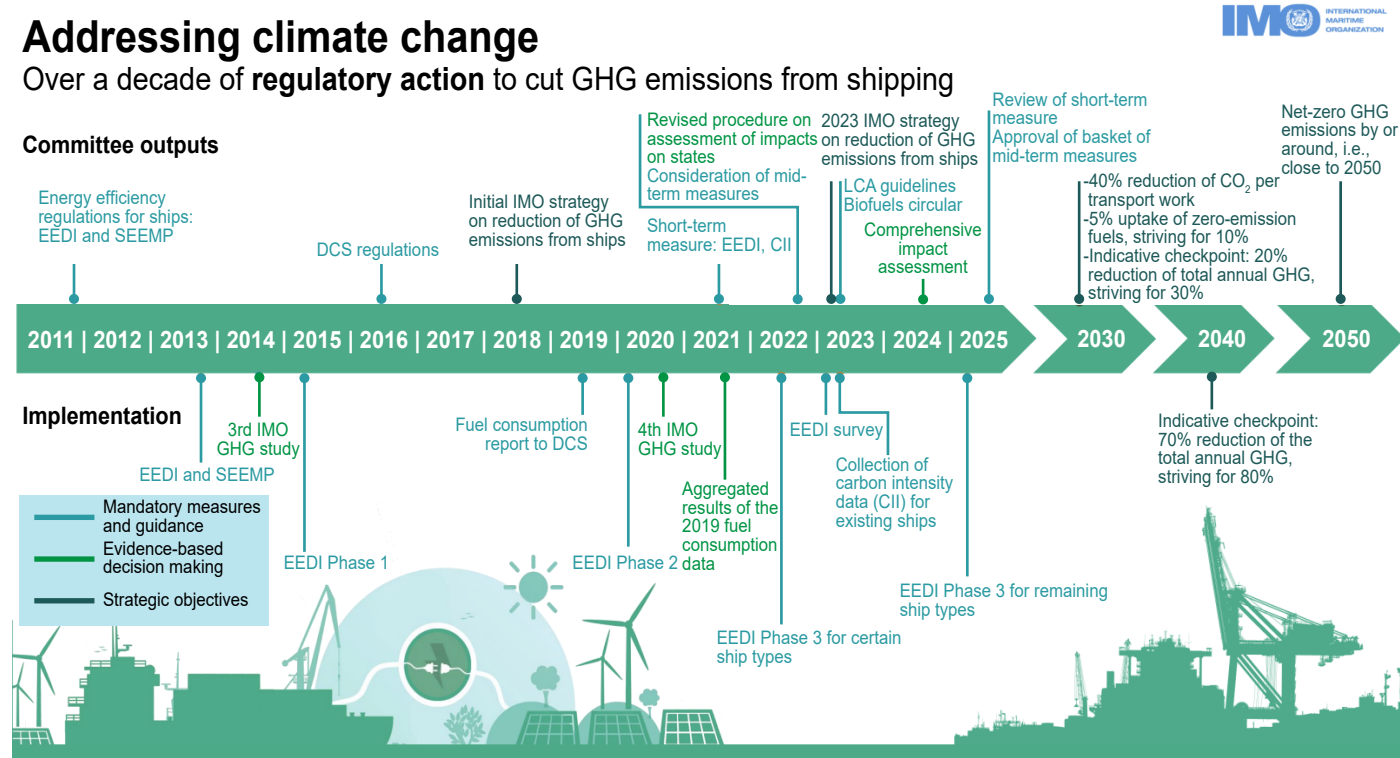 Addressing climate change
Over a decade of regulatory action to cut GHG emissions from shipping
IMO
INTERNATIONAL
MARITIME
ORGANIZATION
Committee outputs
Energy efficiency
regulations for ships:
EEDI and SEEMP
DCS regulations
Initial IMO strategy
on reduction of GHG
emissions from ships
Revised procedure on
assessment of impacts
on states
Consideration of mid-
term measures
Short-term
measure: EEDI, CII
2023 IMO strategy
on reduction of GHG
emissions from ships
LCA guidelines
Biofuels circular
Comprehensive
impact
assessment
Review of short-term
measure
Approval of basket of
mid-term measures
-40% reduction of CO2 per
transport work
-5% uptake of zero-emission
fuels, striving for 10%
-Indicative checkpoint: 20%
reduction of total annual GHG,
striving for 30%
Net-zero GHG
emissions by or
around, i.e.,
close to 2050
2011 | 2012 | 2013 | 2014 | 2015 | 2016 | 2017 | 2018 | 2019 | 2020 | 2021 | 2022 | 2023 | 2024 | 2025
2030
2040
2050
Implementation
EEDI and SEEMP
3rd IMO
GHG study
EEDI Phase 1
Fuel consumption
report to DCS
EEDI Phase 2
4th IMO
GHG study
Aggregated
results of the
2019 fuel
consumption
data
EEDI Phase 3 for certain
ship types
EEDI survey
Collection of
carbon intensity
data (CII) for
existing ships
EEDI Phase 3 for remaining
ship types
Indicative checkpoint:
70% reduction of the
total annual GHG,
striving for 80%
Mandatory measures
and guidance
Evidence-based
decision making
Strategic objectives